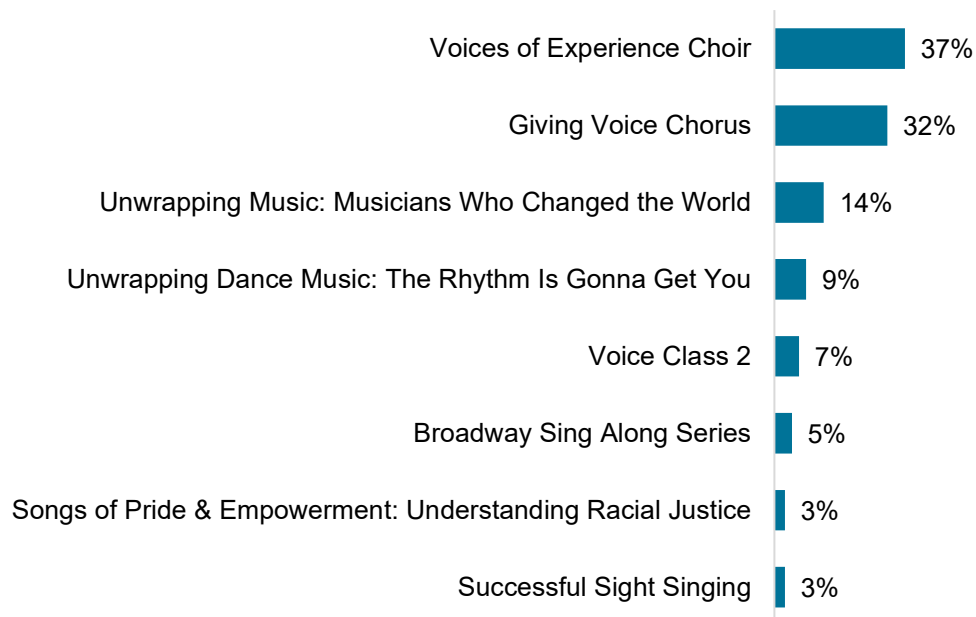 Voices of Experience Choir 37%
Giving Voice Chorus 32%
Unwrapping Music: Musicians Who Changed the World 14%
Unwrapping Dance Music: The Rhythm Is Gonna Get You 9%
Voice Class 2 7%
Broadway Sing Along Series 5%
Songs of Pride & Empowerment: Understanding Racial Justice 3%
Successful Sight Singing 3%